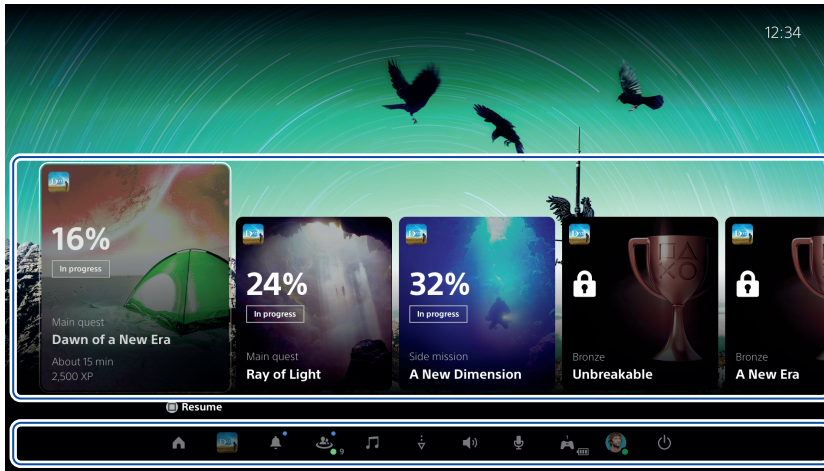 12:34
16%
In progress
Main quest
Dawn of a New Era
About 15 min
2,500 XP
24%
In progress
Main quest
Ray of Light
32%
In progress
Side mission
A New Dimension
Bronze
Unbreakable
Bronze
A New Era
Resume
9